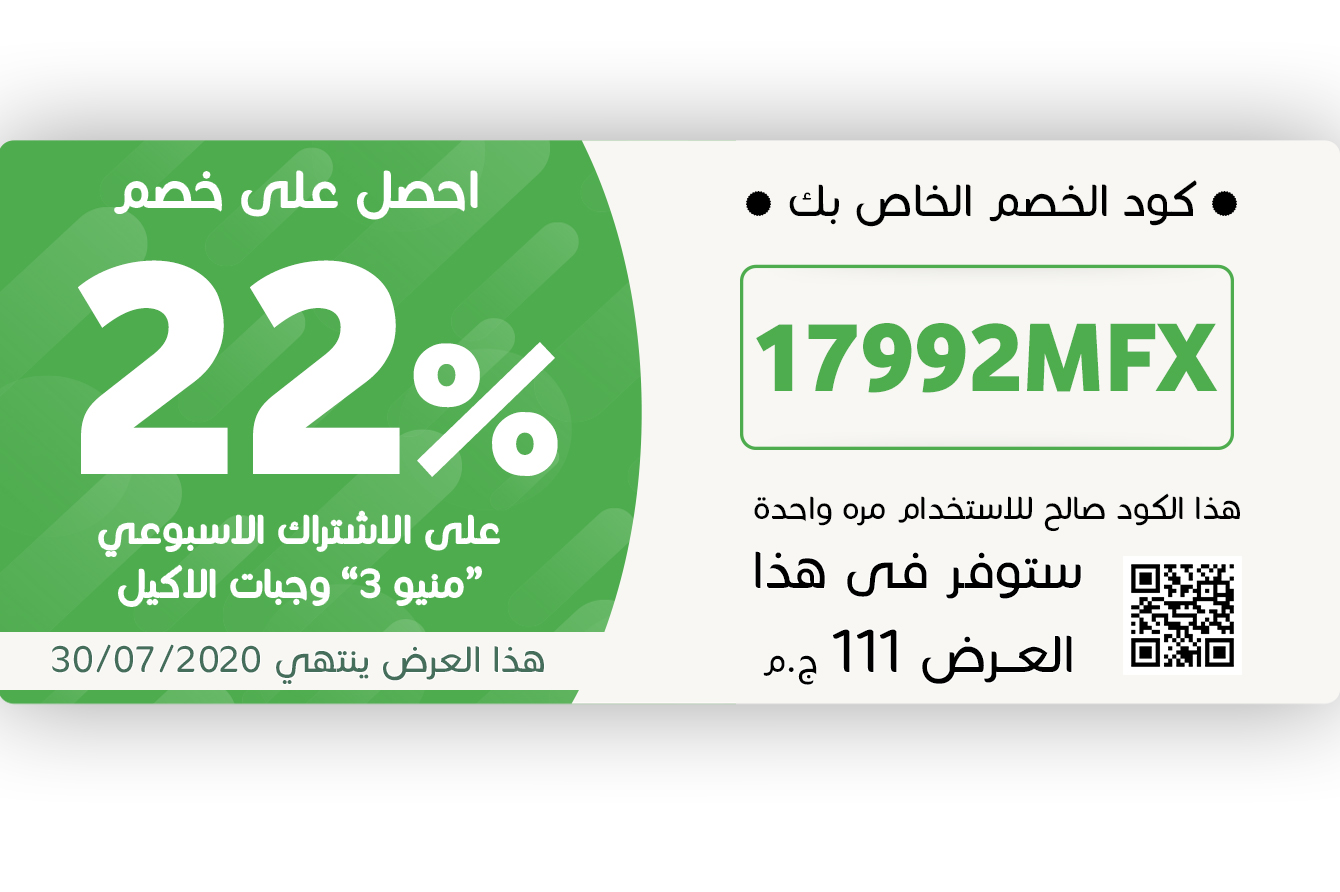 احصل على خصم
22%
على الاشتراك الاسبوعي
”منيو 3“ وجبات الاكيل
هذا العرض ينتهي 30/07/2020
• كود الخصم الخاص بك •
17992MFX
هذا الكود صالح للاستخدام مره واحدة
ستوفر فى هذا
العـرض 111 ج.م